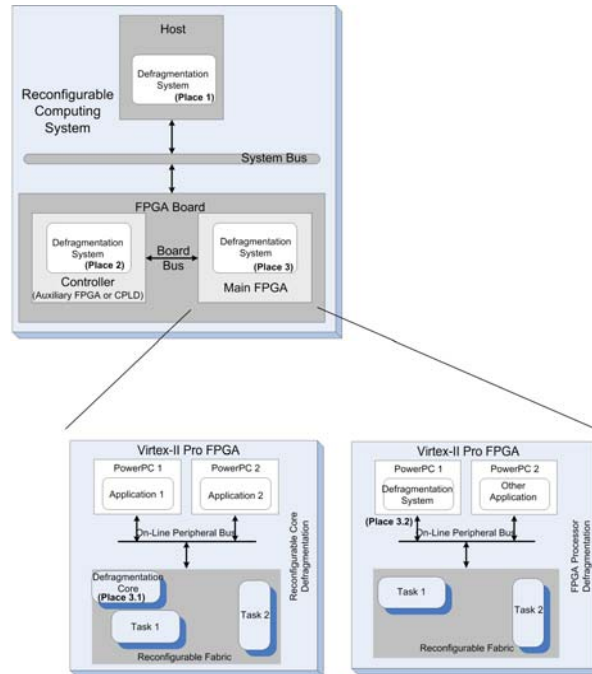 Host
Defragmentation
System
(Place 1)
Reconfigurable
Computing
System
System Bus
FPGA Board
Defragmentation
System
(Place 2)
Board
Bus
Defragmentation
System
(Place 3)
Controller
(Auxiliary FPGA or CPLD)
Main FPGA
Virtex-II Pro FPGA
PowerPC 1
PowerPC 2
Application 1
Application 2
On-Line Peripheral Bus
Defragmentation
Core
(Place 3.1)
Task 1
Task 2
Reconfigurable Fabric
Reconfigurable Core
Defragmentation
Virtex-II Pro FPGA
PowerPC 1
PowerPC 2
Defragmentation
System
Other
Application
(Place 3.2)
On-Line Peripheral Bus
Task 1
Task 2
Reconfigurable Fabric
FPGA Processor
Defragmentation